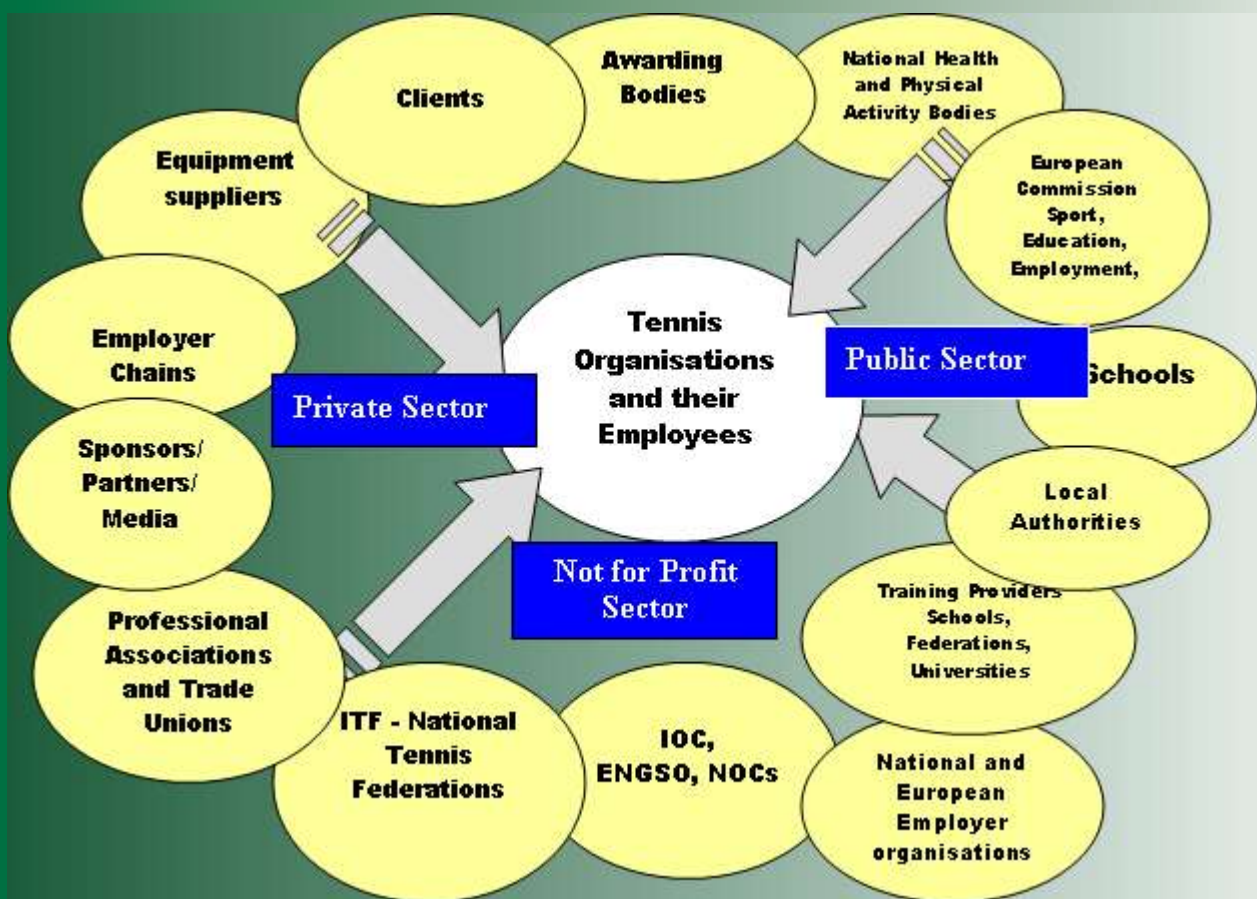 Clients
Awarding
Bodies
National Health
and Physical
Activity Bodies
Equipment
suppliers
European
Commission
Sport,
Education,
Employment,
Employer
Chains
Tennis
Organisations
and their
Employees
Private Sector
Public Sector
Schools
Sponsors/
Partners/
Media
Local
Authorities
Not for Profit
Sector
Training Providers
Schools,
Federations,
Universities
Professional
Associations
and Trade
Unions
ITF - National
Tennis
Federations
IOC,
ENGSO, NOCs
National and
European
Employer
organisations